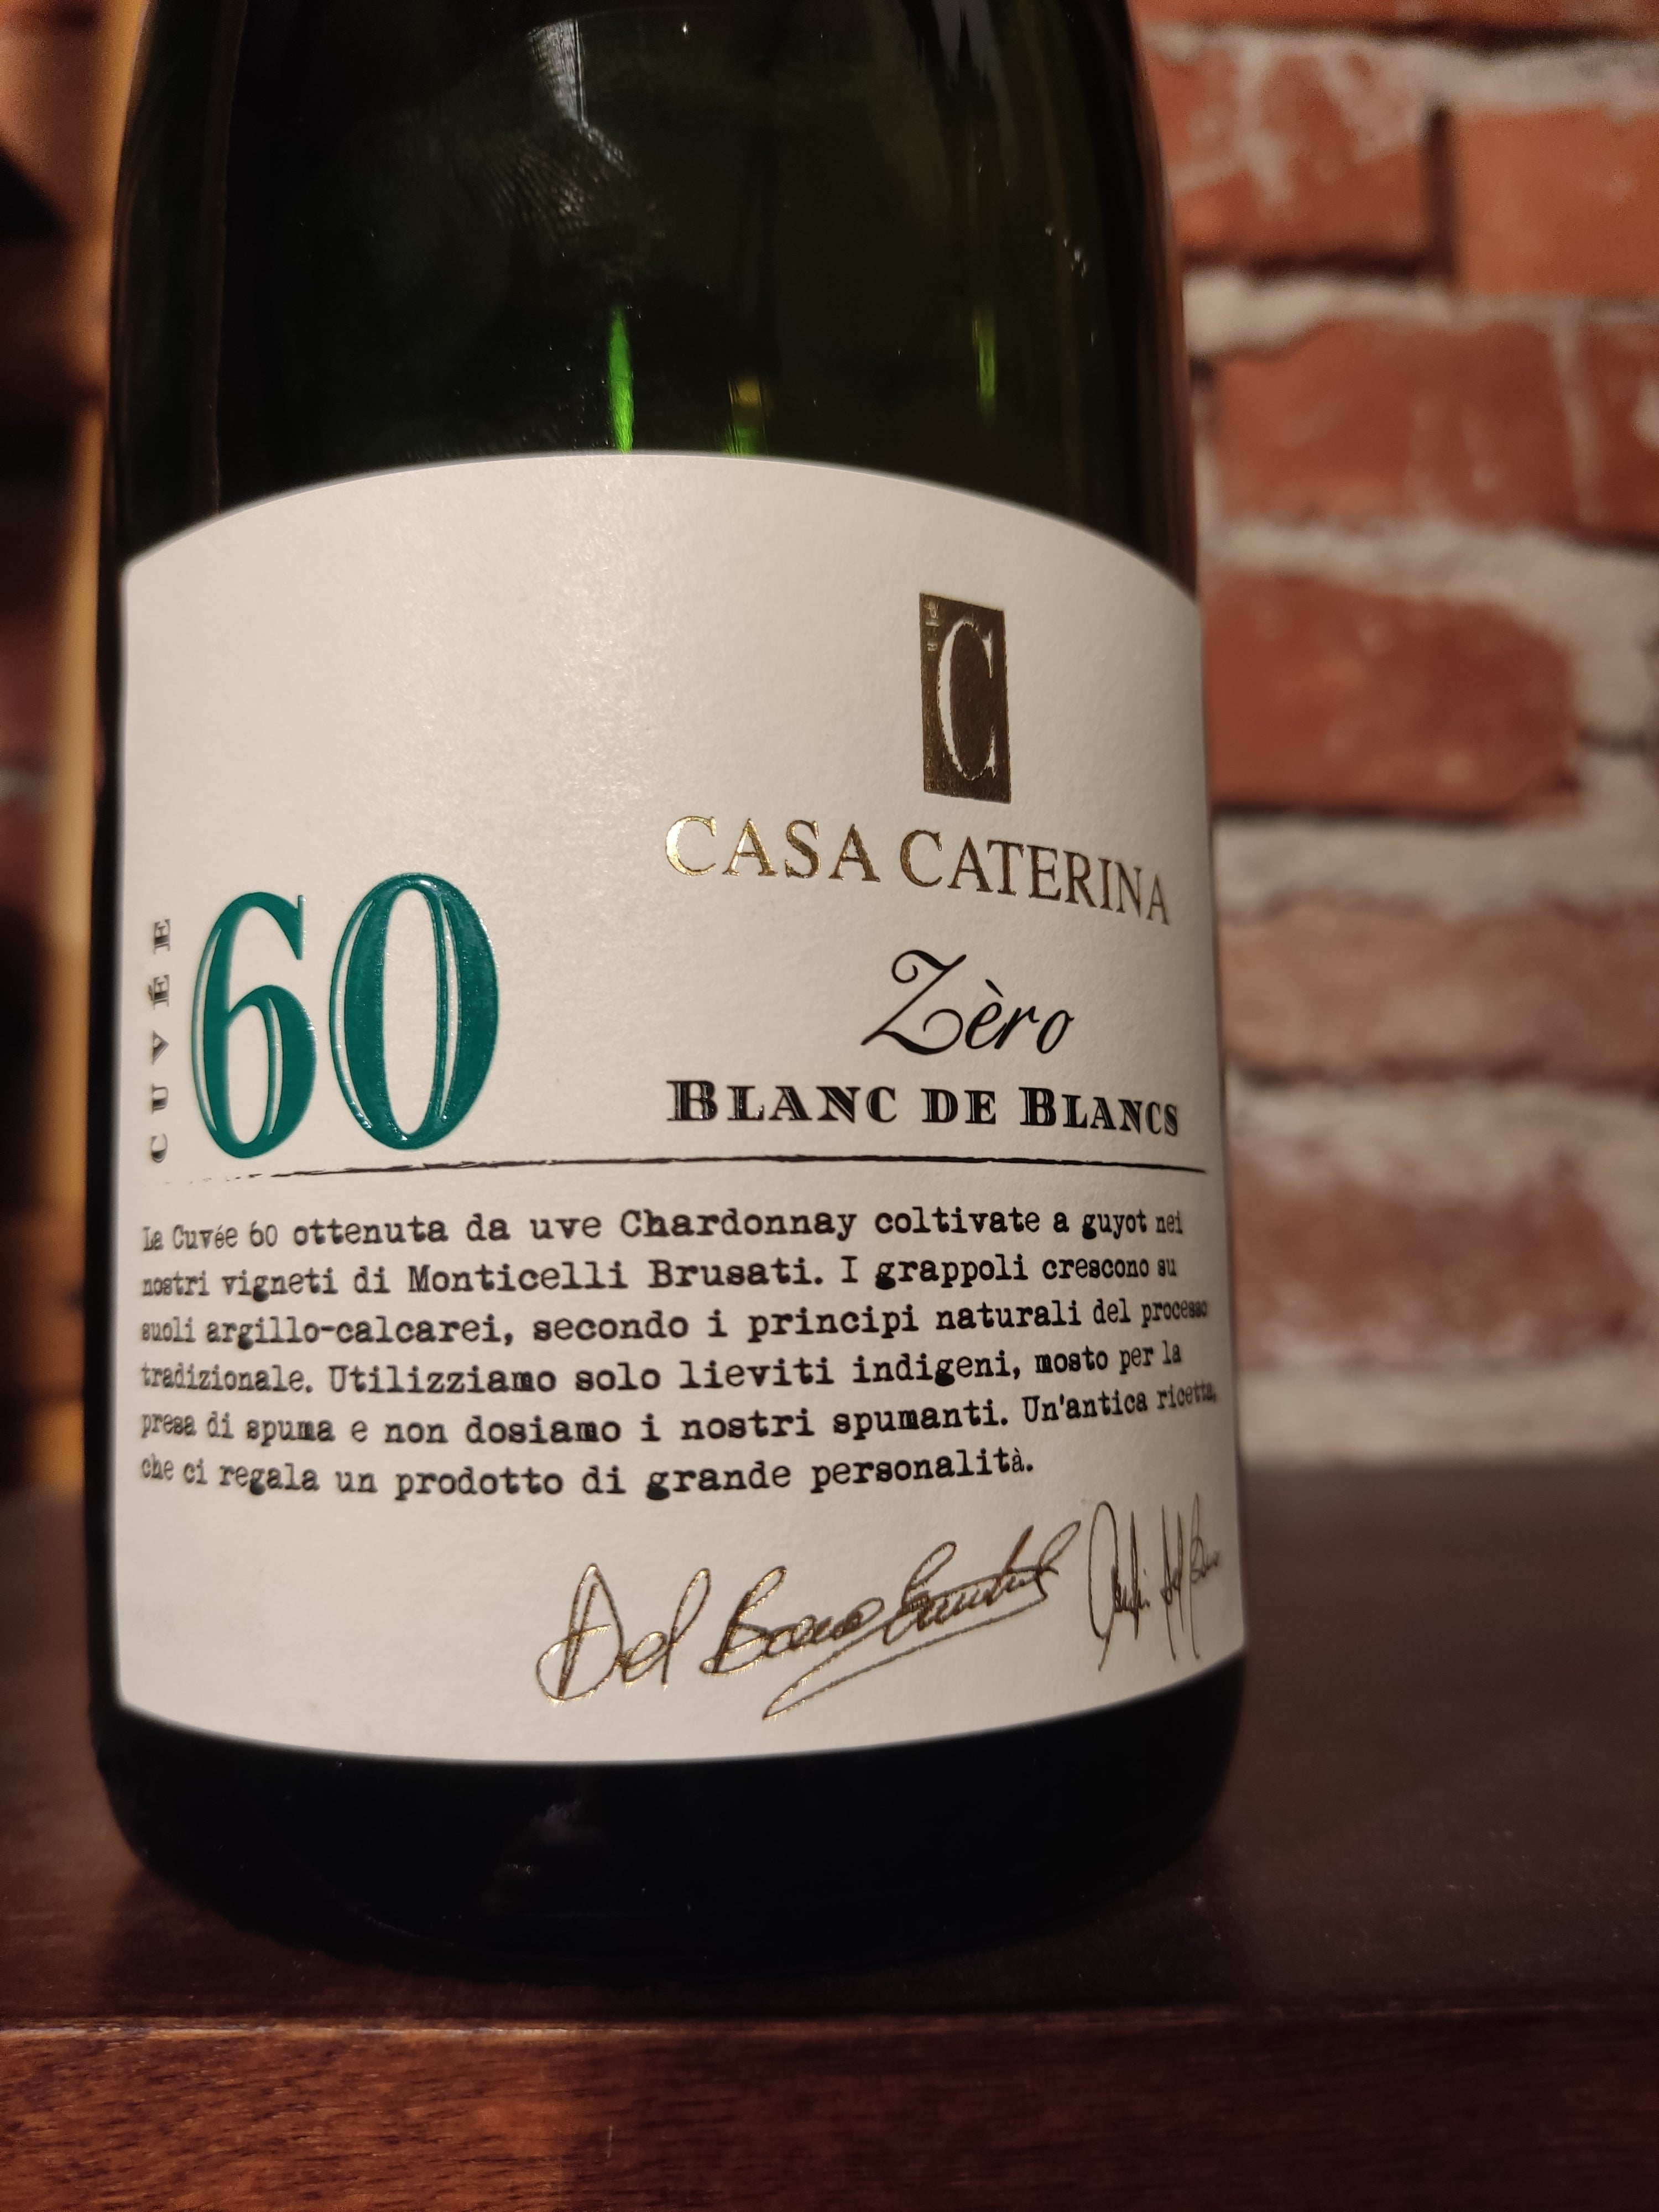 C
CASA CATERINA
CUVÉE
60
Zèro
BLANC DE BLANCS
La Cuvée 60 ottenuta da uve Chardonnay coltivate a guyot nei
nostri vigneti di Monticelli Brusati. I grappoli crescono su
suoli argillo-calcarei, secondo i principi naturali del processo
tradizionale. Utilizziamo solo lieviti indigeni, mosto per la
presa di spuma e non dosiamo i nostri spumanti. Un'antica ricetta,
che ci regala un prodotto di grande personalità.
Del Bono